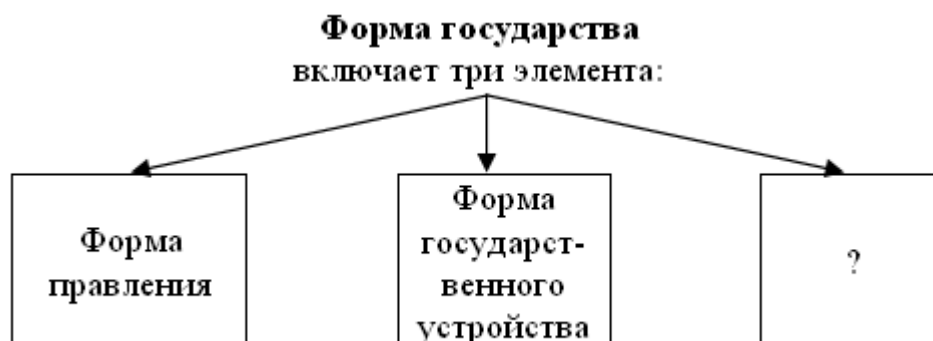 Форма государства
включает три элемента:
Форма
правления
Форма
государст-
венного
устройства
?